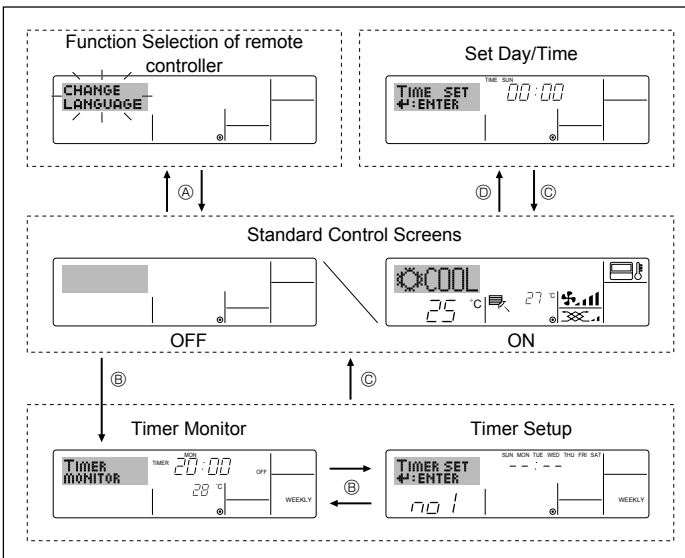 Function Selection of remote
controller
CHANGE
LANGUAGE
Set Day/Time
TIME SUN
TIME SET
↵:ENTER
00:00
Ⓐ
Ⓓ
Ⓒ
Standard Control Screens
COOL
25 °C
27 °C
OFF
ON
Ⓑ
Ⓒ
Timer Monitor
TIMER
MONITOR
MON
TIMER 20:00 OFF
28 °C
WEEKLY
Ⓑ
Timer Setup
SUN MON TUE WED THU FRI SAT
TIMER SET
↵:ENTER
--:--
no 1
WEEKLY